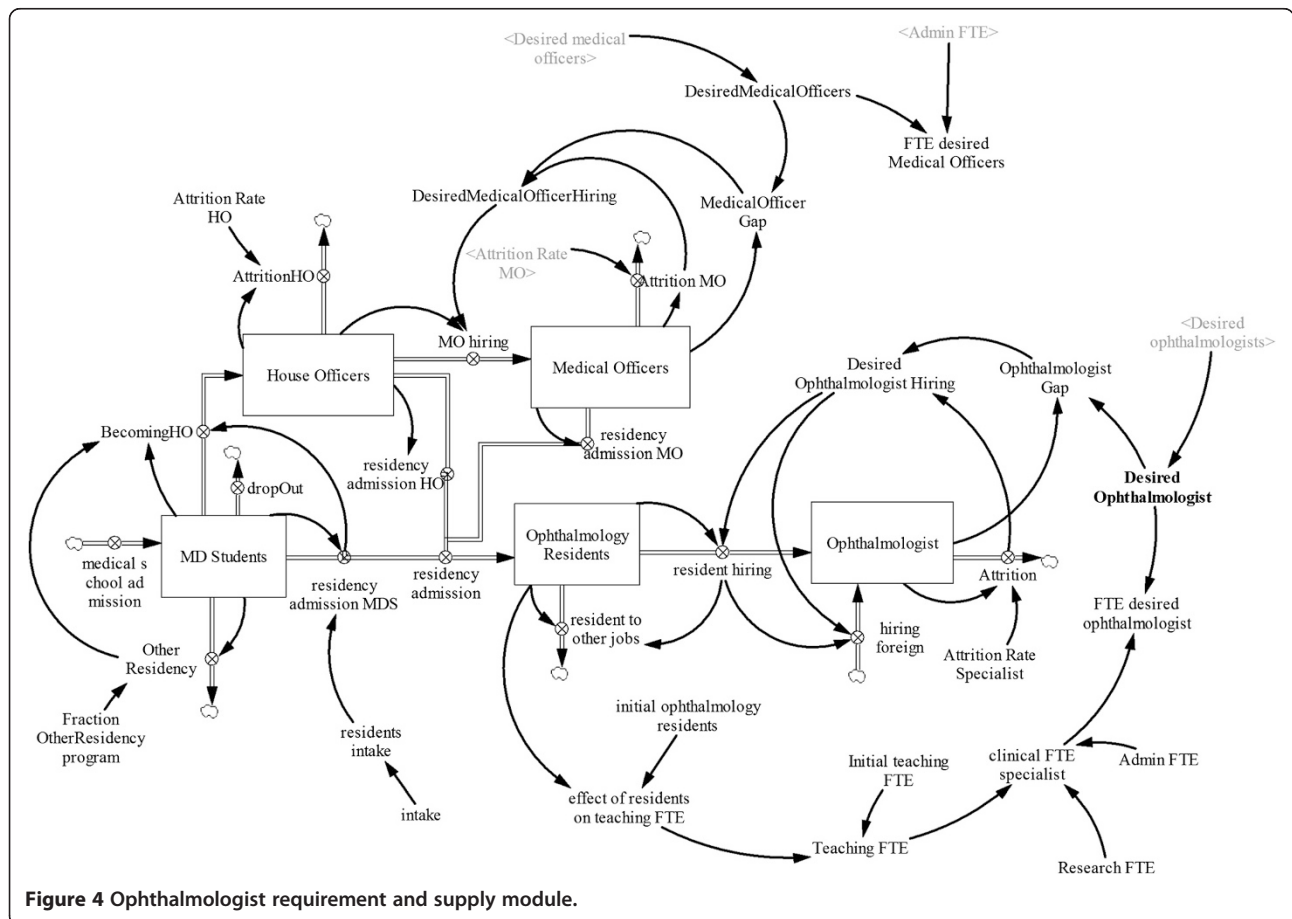 <Desired medical
officers>
<Admin FTE>
DesiredMedicalOfficers
FTE desired
Medical Officers
DesiredMedicalOfficerHiring
MedicalOfficer
Gap
Attrition Rate
HO
<Attrition Rate
MO>
AttritionHO
Attrition MO
MO hiring
House Officers
Medical Officers
<Desired
ophthalmologists>
Desired
Ophthalmologist Hiring
Ophthalmologist
Gap
BecomingHO
residency
admission HO
residency
admission MO
dropOut
Desired
Ophthalmologist
MD Students
Ophthalmology
Residents
Ophthalmologist
medical s
chool ad
mission
residency
admission MDS
residency
admission
resident hiring
Attrition
resident to
other jobs
hiring
foreign
FTE desired
ophthalmologist
Other
Residency
Attrition Rate
Specialist
Fraction
OtherResidency
program
residents
intake
initial ophthalmology
residents
intake
effect of residents
on teaching FTE
Initial teaching
FTE
clinical FTE
specialist
Admin FTE
Teaching FTE
Research FTE
Figure 4 Ophthalmologist requirement and supply module.